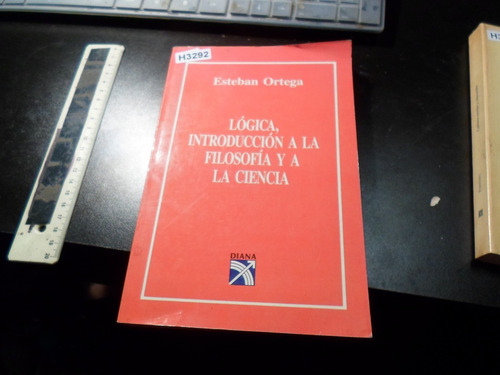 H3292
Esteban Ortega
LÓGICA,
INTRODUCCIÓN A LA
FILOSOFÍA Y A
LA CIENCIA
DIANA